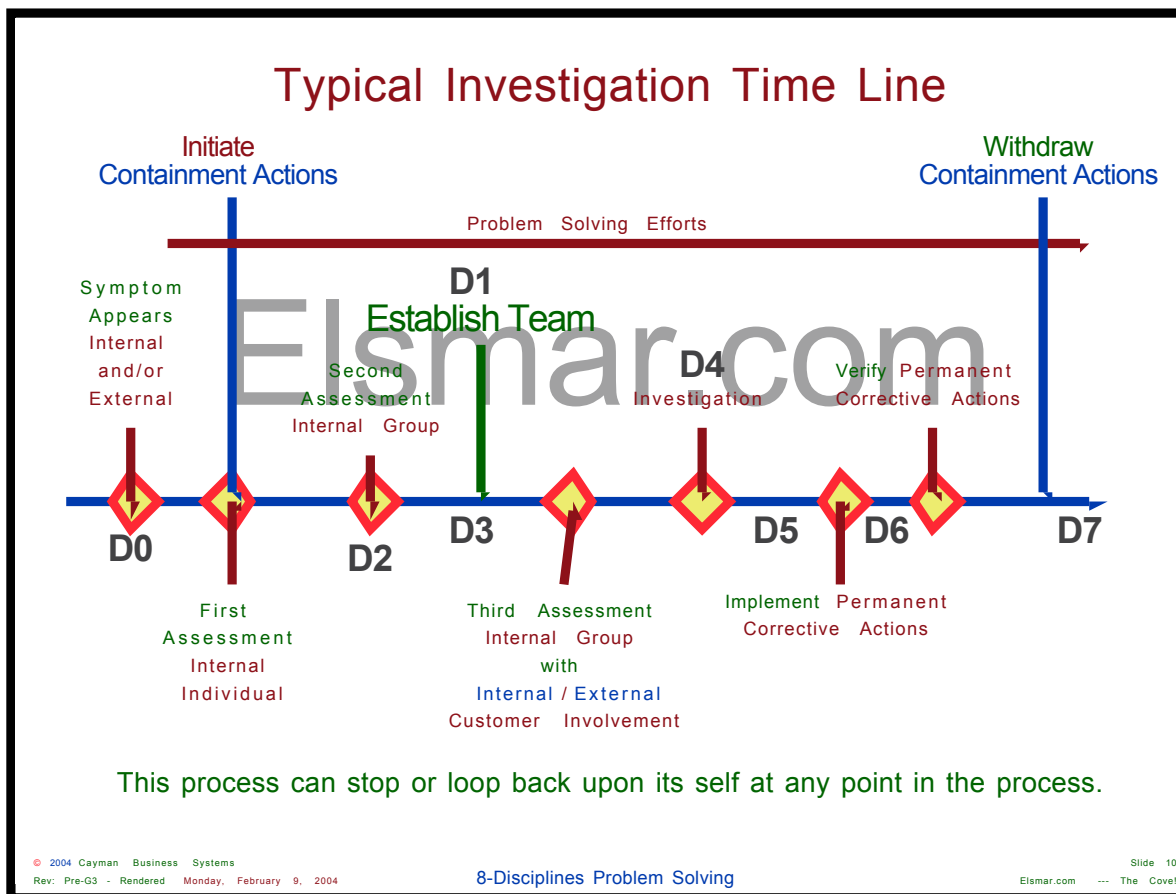 Typical Investigation Time Line
Initiate
Containment Actions
Withdraw
Containment Actions
Problem Solving Efforts
Elsmar.com
Symptom
Appears
Internal
and/or
External
D1
Establish Team
Second
Assessment
Internal Group
D4
Investigation
Verify Permanent
Corrective Actions
D0
D2
D3
D5
D6
D7
First
Assessment
Internal
Individual
Third Assessment
Internal Group
with
Internal / External
Customer Involvement
Implement Permanent
Corrective Actions
This process can stop or loop back upon its self at any point in the process.
© 2004 Cayman Business Systems
Rev: Pre-G3 - Rendered Monday, February 9, 2004
8-Disciplines Problem Solving
Slide 10
Elsmar.com --- The Cove!